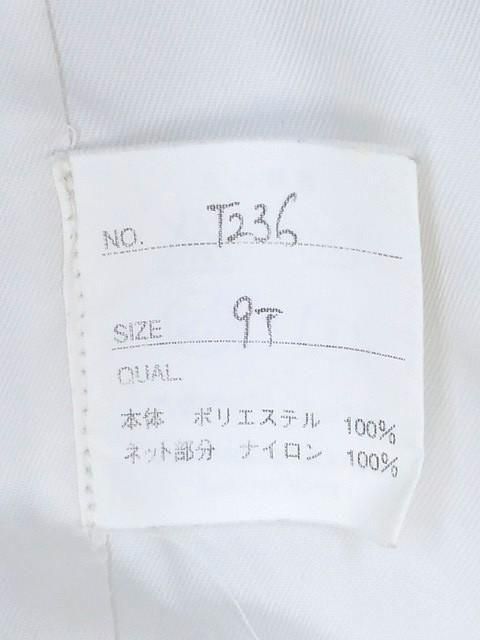 NO. T236
SIZE 9T
QUAL.
本体 ポリエステル 100%
ネット部分 ナイロン 100%